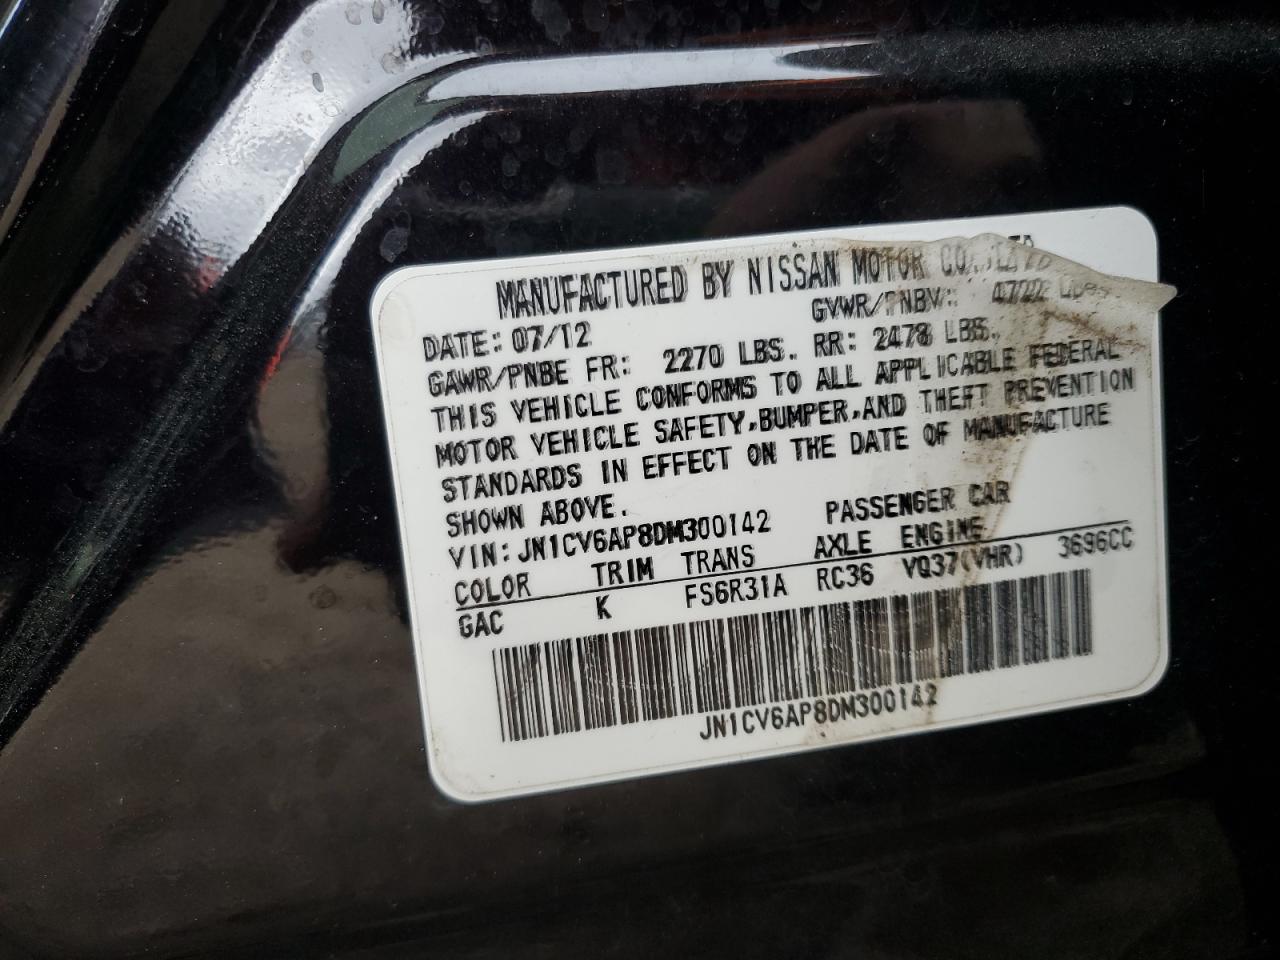 MANUFACTURED BY NISSAN MOTOR
DATE: 07/12 GVWR/PNBV:
GAWR/PNBE FR: 2270 LBS. RR: 2478 LBS.
THIS VEHICLE CONFORMS TO ALL APPLICABLE FEDERAL
MOTOR VEHICLE SAFETY, BUMPER, AND THEFT PREVENTION
STANDARDS IN EFFECT ON THE DATE OF MANUFACTURE
SHOWN ABOVE.
VIN: JN1CV6AP8DM300142 PASSENGER CAR
COLOR TRIM TRANS AXLE ENGINE
GAC K FS6R31A RC36 VQ37(VHR) 3696CC
JN1CV6AP8DM300142